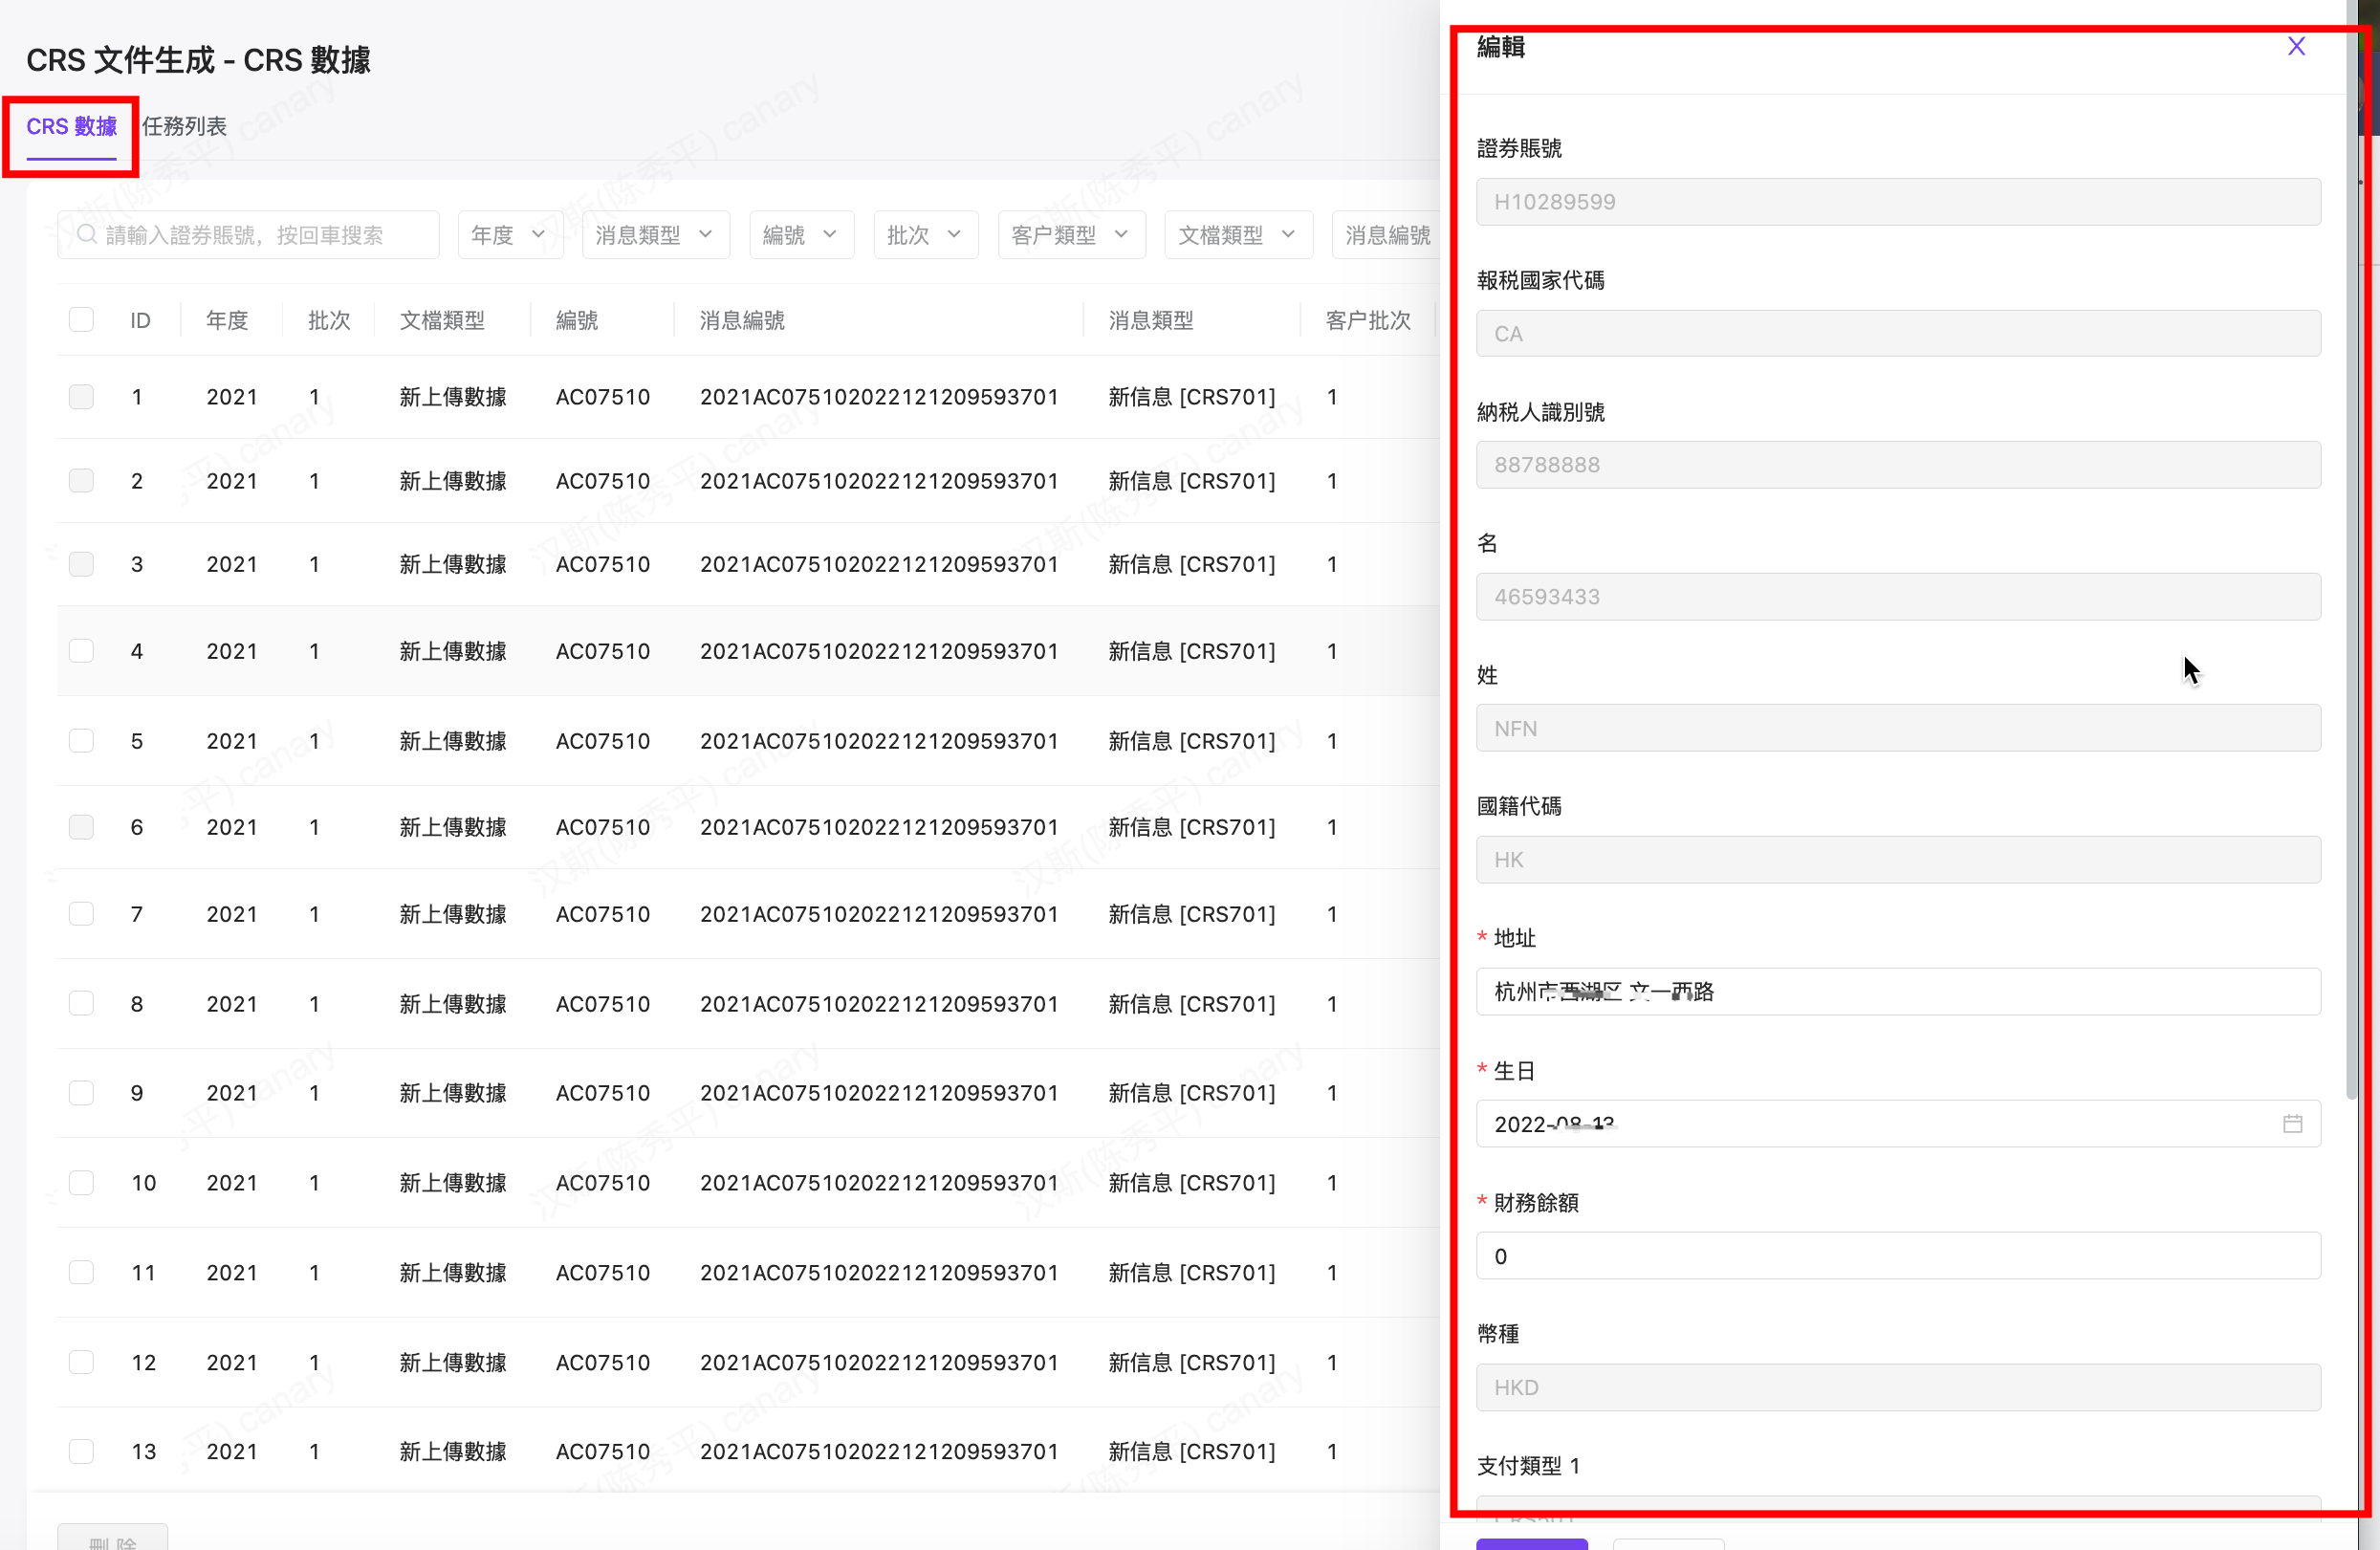 CRS 文件生成 - CRS 數據
CRS 數據 任務列表
請輸入證券賬號，按回車搜索 年度 消息類型 編號 批次 客户類型 文檔類型 消息編號
ID 年度 批次 文檔類型 編號 消息編號 消息類型 客户批次
1 2021 1 新上傳數據 AC07510 2021AC075102022121209593701 新信息 [CRS701] 1
2 2021 1 新上傳數據 AC07510 2021AC075102022121209593701 新信息 [CRS701] 1
3 2021 1 新上傳數據 AC07510 2021AC075102022121209593701 新信息 [CRS701] 1
4 2021 1 新上傳數據 AC07510 2021AC075102022121209593701 新信息 [CRS701] 1
5 2021 1 新上傳數據 AC07510 2021AC075102022121209593701 新信息 [CRS701] 1
6 2021 1 新上傳數據 AC07510 2021AC075102022121209593701 新信息 [CRS701] 1
7 2021 1 新上傳數據 AC07510 2021AC075102022121209593701 新信息 [CRS701] 1
8 2021 1 新上傳數據 AC07510 2021AC075102022121209593701 新信息 [CRS701] 1
9 2021 1 新上傳數據 AC07510 2021AC075102022121209593701 新信息 [CRS701] 1
10 2021 1 新上傳數據 AC07510 2021AC075102022121209593701 新信息 [CRS701] 1
11 2021 1 新上傳數據 AC07510 2021AC075102022121209593701 新信息 [CRS701] 1
12 2021 1 新上傳數據 AC07510 2021AC075102022121209593701 新信息 [CRS701] 1
13 2021 1 新上傳數據 AC07510 2021AC075102022121209593701 新信息 [CRS701] 1
刪 除
編輯
證券賬號
H10289599
報税國家代碼
CA
納税人識別號
88788888
名
46593433
姓
NFN
國籍代碼
HK
* 地址
杭州市西湖区 文一西路
* 生日
2022-08-13
* 財務餘額
0
幣種
HKD
支付類型 1
汉斯(陈秀平) canary